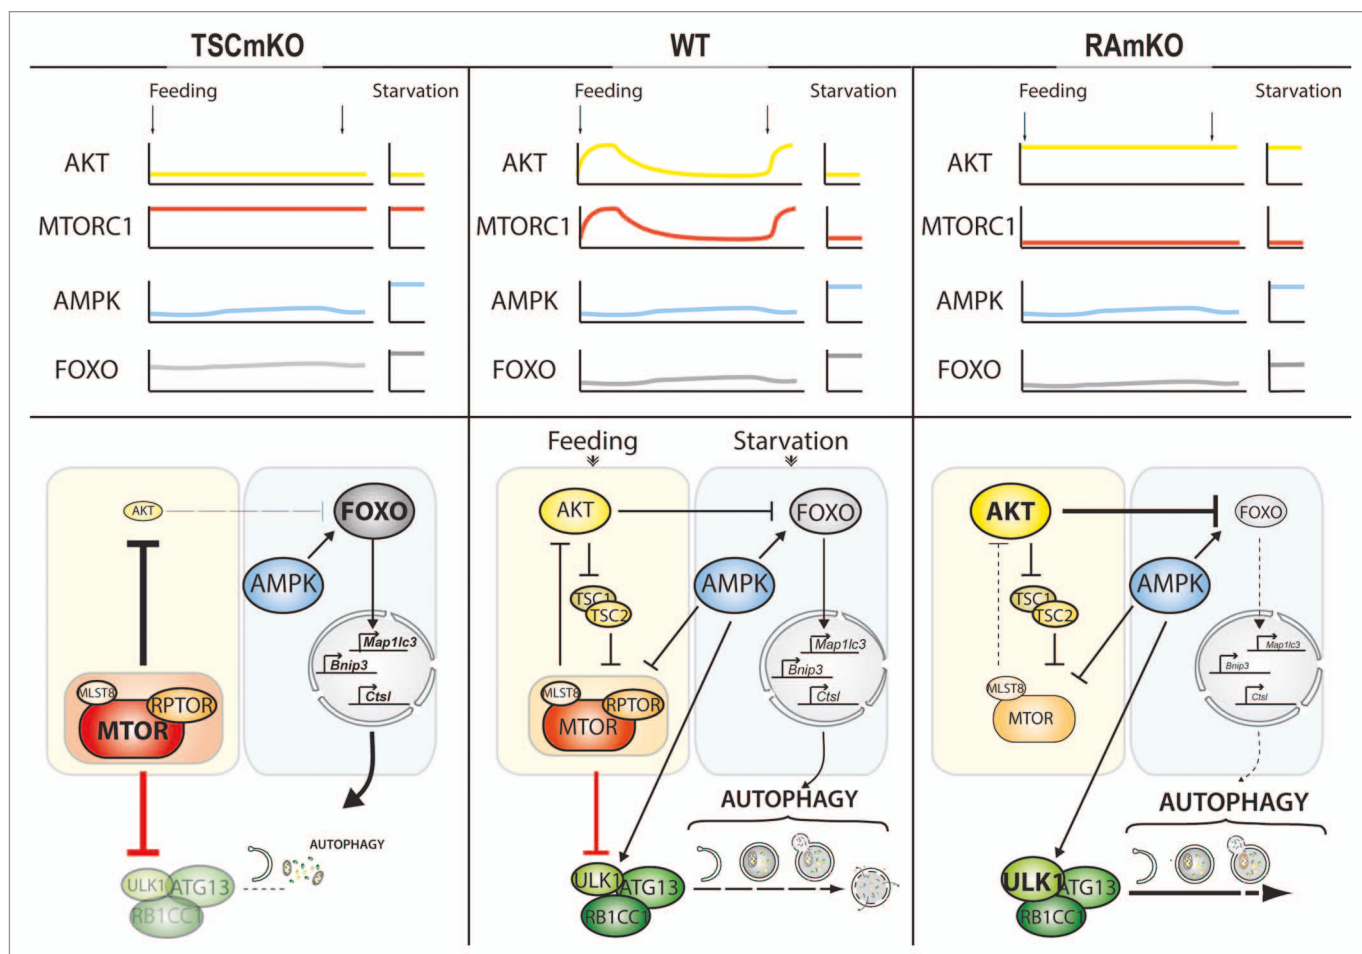 TSCmKO
WT
RAmKO
Feeding
Starvation
Feeding
Starvation
Feeding
Starvation
AKT
AKT
AKT
MTORC1
MTORC1
MTORC1
AMPK
AMPK
AMPK
FOXO
FOXO
FOXO
Feeding
Starvation
AKT
FOXO
AMPK
Map1lc3
Bnip3
Ctsl
MLST8
RPTOR
MTOR
AUTOPHAGY
ULK1
ATG13
RB1CC1
AKT
FOXO
AMPK
TSC1
TSC2
Map1lc3
Bnip3
Ctsl
MLST8
RPTOR
MTOR
AUTOPHAGY
ULK1
ATG13
RB1CC1
AKT
FOXO
AMPK
TSC1
TSC2
Map1lc3
Bnip3
Ctsl
MLST8
MTOR
AUTOPHAGY
ULK1
ATG13
RB1CC1